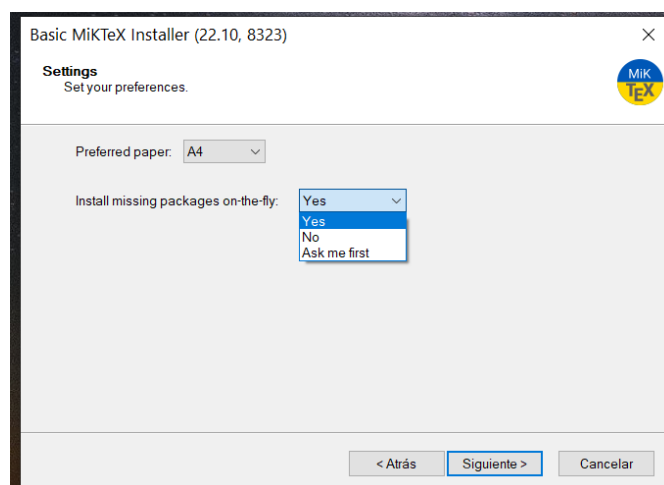 Basic MiKTeX Installer (22.10, 8323)
Settings
Set your preferences.
MiK
TEX
Preferred paper: A4
Install missing packages on-the-fly: Yes
Yes
No
Ask me first
< Atrás Siguiente > Cancelar